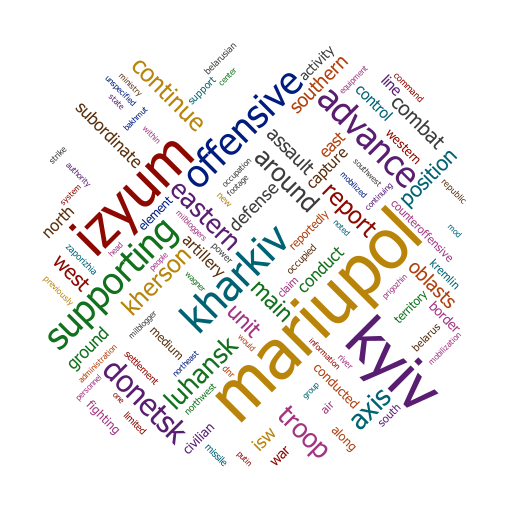 belarusian
continue
ministry
unspecified
state
support
center
activity
southern
equipment
line
command
control
combat
subordinate
bakhmut
within
offensive
advance
western
strike
authority
system
izyum
assault
around
east
capture
southwest
mobilized
continuing
position
republic
north
element
eastern
occupation
footage
new
defense
report
counteroffensive
mod
zaporizhia
west
previously
supporting
head
people
milbloggers
artillery
power
reportedly
noted
kherson
wagner
kharkiv
occupied
claim
conduct
mariupol
prigozhin
kremlin
oblasts
territory
border
belarus
mobilization
ground
administration
personnel
one
milblogger
medium
northeast
settlement
main
unit
would
kyiv
information
river
donetsk
luhansk
northwest
dnr
group
conducted
axis
south
fighting
limited
civilian
missile
putin
isw
war
troop
air
along